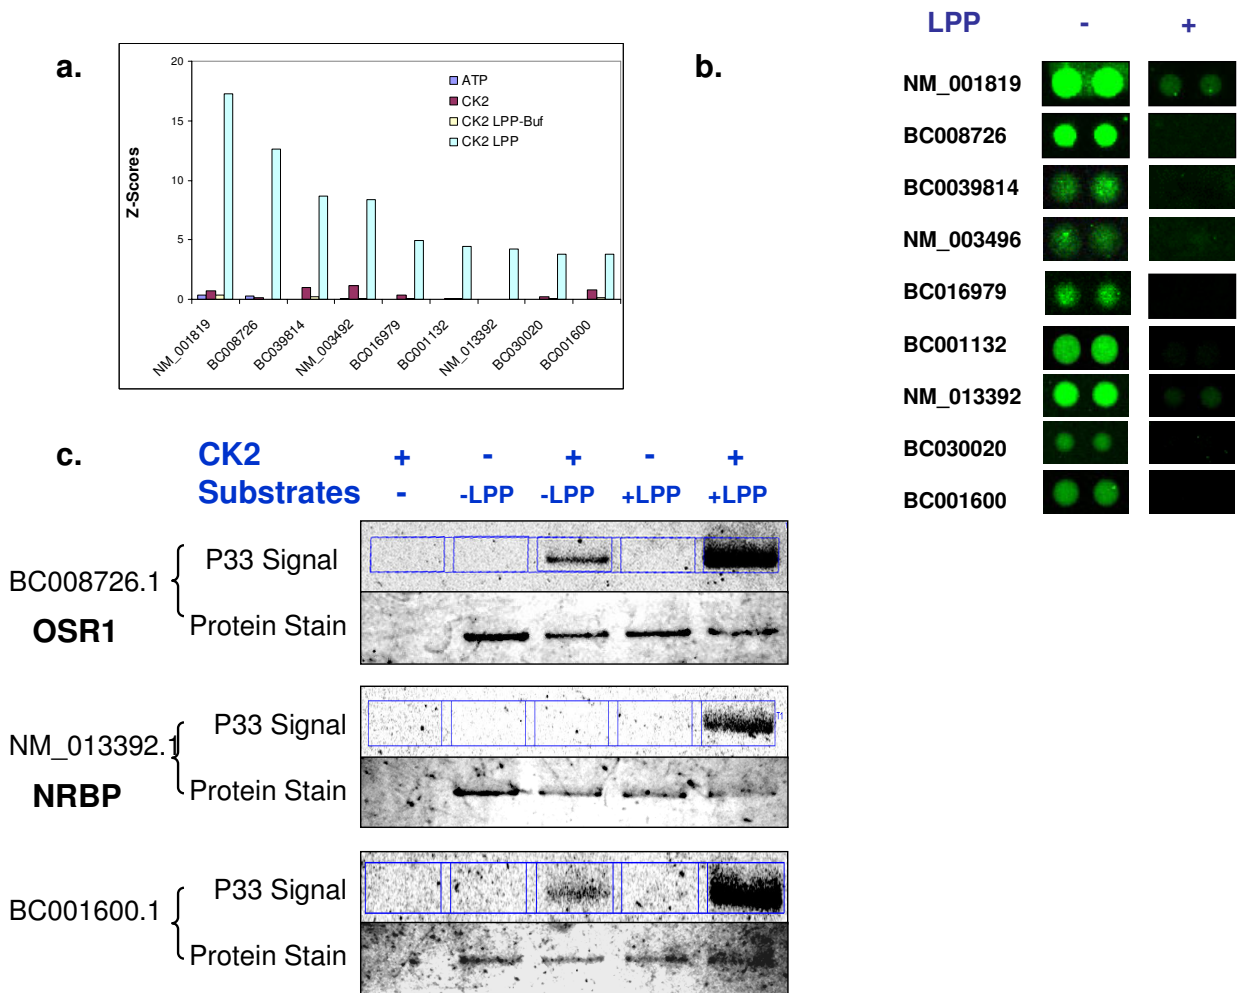 a.
20
15
10
5
0
Z-Scores
ATP
CK2
CK2 LPP-Buf
CK2 LPP
NM_001819
BC008726
BC039814
NM_003492
BC016979
BC001132
NM_013392
BC030020
BC001600
b.
LPP - +
NM_001819
BC008726
BC0039814
NM_003496
BC016979
BC001132
NM_013392
BC030020
BC001600
c.
CK2 + - + - +
Substrates - -LPP -LPP +LPP +LPP
BC008726.1
OSR1
P33 Signal
Protein Stain
NM_013392.1
NRBP
P33 Signal
Protein Stain
BC001600.1
P33 Signal
Protein Stain